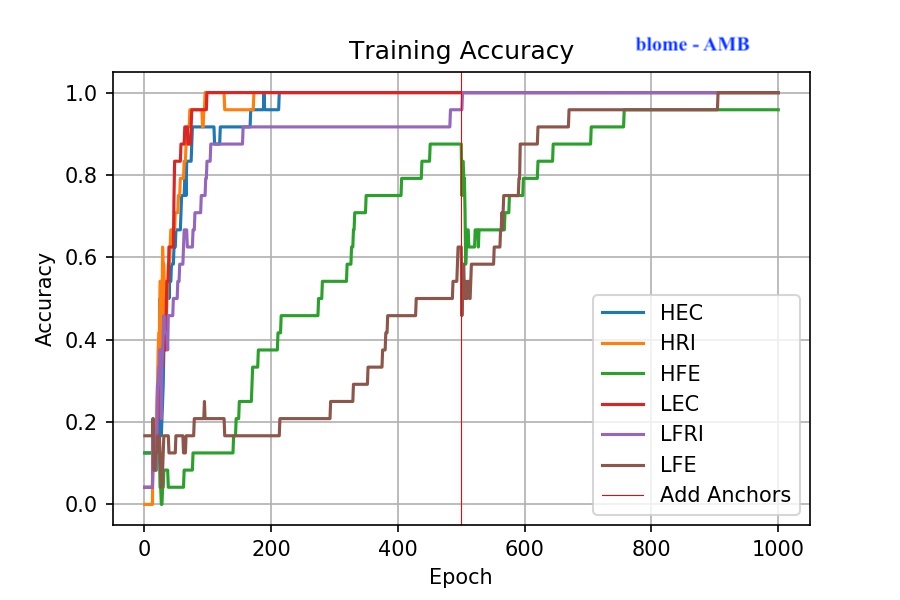 Training Accuracy
blome - AMB
Accuracy
1.0
0.8
0.6
0.4
0.2
0.0
0 200 400 600 800 1000
Epoch
HEC
HRI
HFE
LEC
LFRI
LFE
Add Anchors